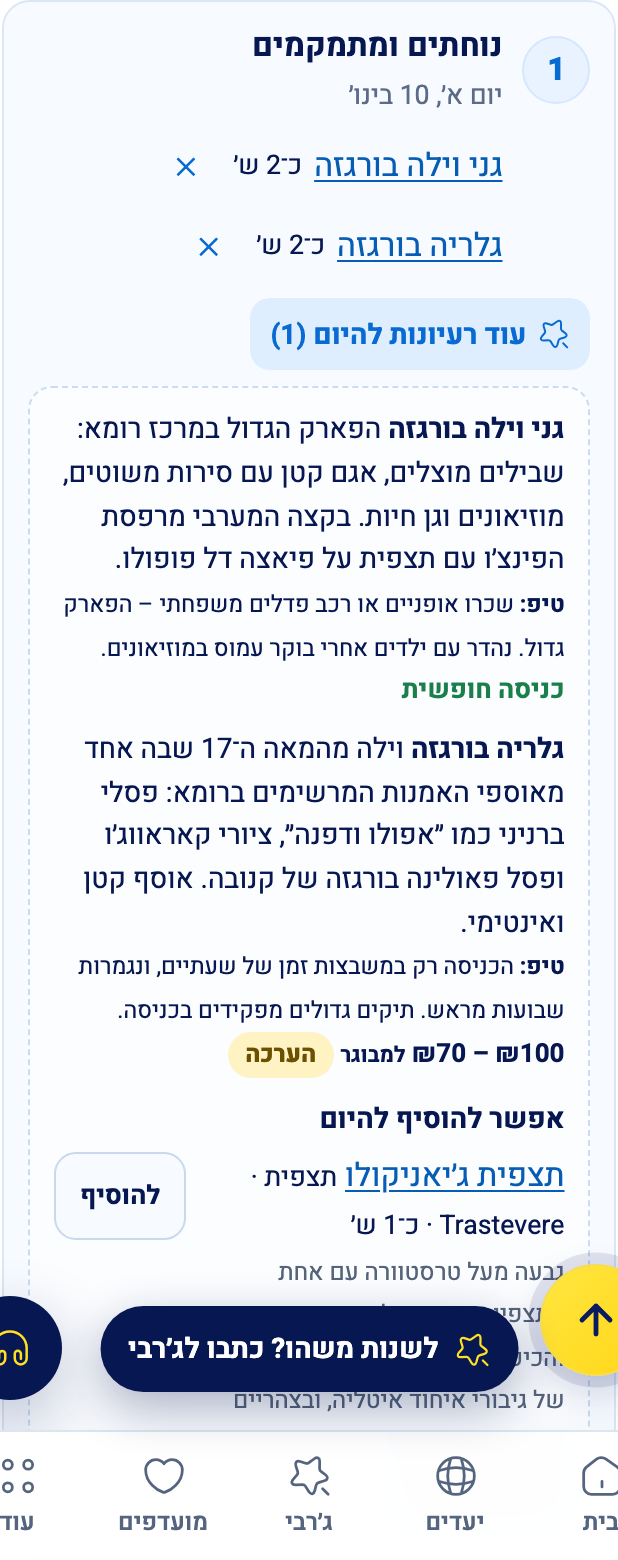 1
נוחתים ומתמקמים
יום א׳, 10 בינו׳
גני וילה בורגזה כ־2 ש׳ ×
גלריה בורגזה כ־2 ש׳ ×
עוד רעיונות להיום (1)
גני וילה בורגזה הפארק הגדול במרכז רומא:
שבילים מוצלים, אגם קטן עם סירות משוטים,
מוזיאונים וגן חיות. בקצה המערבי מרפסת
הפינצ׳ו עם תצפית על פיאצה דל פופולו.
טיפ: שכרו אופניים או רכב פדלים משפחתי – הפארק
גדול. נהדר עם ילדים אחרי בוקר עמוס במוזיאונים.
כניסה חופשית
גלריה בורגזה וילה מהמאה ה־17 שבה אחד
מאוספי האמנות המרשימים ברומא: פסלי
ברניני כמו ״אפולו ודפנה״, ציורי קאראווג׳ו
ופסל פאולינה בורגזה של קנובה. אוסף קטן
ואינטימי.
טיפ: הכניסה רק במשבצות זמן של שעתיים, ונגמרות
שבועות מראש. תיקים גדולים מפקידים בכניסה.
₪70 – ₪100 למבוגר הערכה
אפשר להוסיף להיום
תצפית ג׳יאניקולו תצפית ·
Trastevere · כ־1 ש׳
להוסיף
גבעה מעל טרסטוורה עם אחת
לשנות משהו? כתבו לג׳רבי
של גיבורי איחוד איטליה, ובצהריים
בית
יעדים
ג׳רבי
מועדפים
עוד